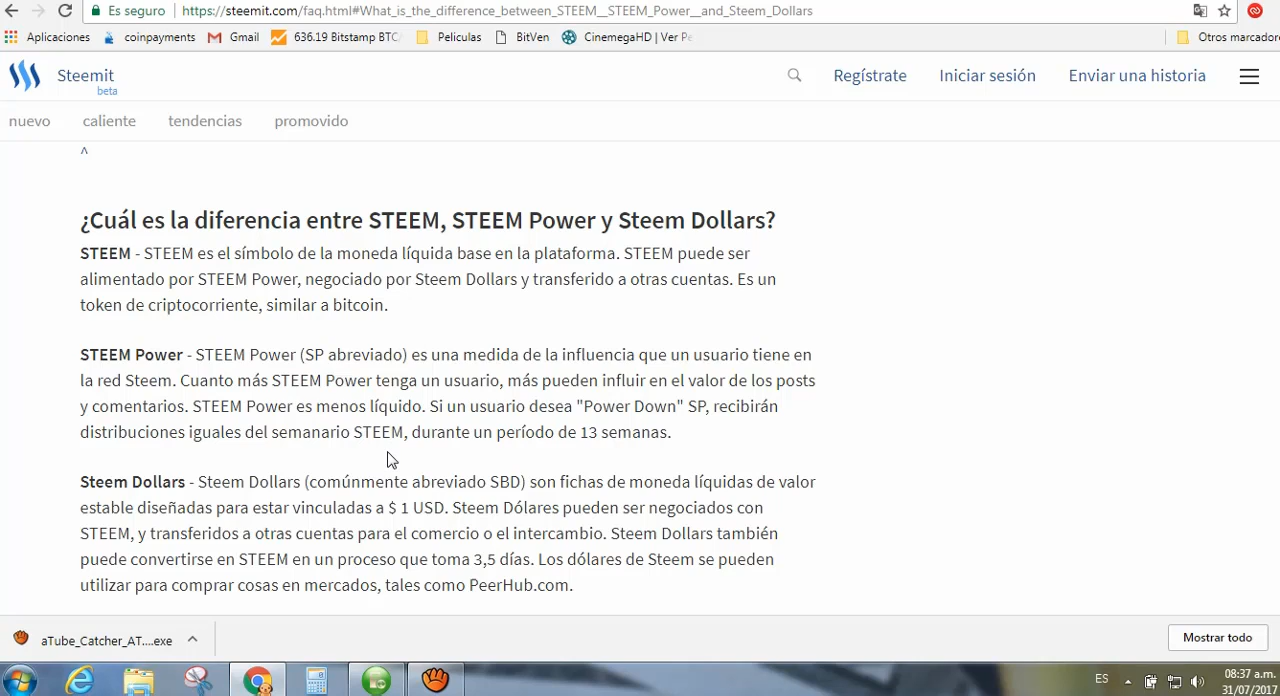 Es seguro
https://steemit.com/faq.html#What_is_the_difference_between_STEEM__STEEM_Power__and_Steem_Dollars
Aplicaciones coinpayments Gmail 636.19 Bitstamp BTC/ Peliculas BitVen CinemegaHD | Ver Pe Otros marcadore
Steemit Regístrate Iniciar sesión Enviar una historia
beta
nuevo caliente tendencias promovido
^
¿Cuál es la diferencia entre STEEM, STEEM Power y Steem Dollars?
STEEM - STEEM es el símbolo de la moneda líquida base en la plataforma. STEEM puede ser
alimentado por STEEM Power, negociado por Steem Dollars y transferido a otras cuentas. Es un
token de criptocorriente, similar a bitcoin.
STEEM Power - STEEM Power (SP abreviado) es una medida de la influencia que un usuario tiene en
la red Steem. Cuanto más STEEM Power tenga un usuario, más pueden influir en el valor de los posts
y comentarios. STEEM Power es menos líquido. Si un usuario desea "Power Down" SP, recibirán
distribuciones iguales del semanario STEEM, durante un período de 13 semanas.
Steem Dollars - Steem Dollars (comúnmente abreviado SBD) son fichas de moneda líquidas de valor
estable diseñadas para estar vinculadas a $ 1 USD. Steem Dólares pueden ser negociados con
STEEM, y transferidos a otras cuentas para el comercio o el intercambio. Steem Dollars también
puede convertirse en STEEM en un proceso que toma 3,5 días. Los dólares de Steem se pueden
utilizar para comprar cosas en mercados, tales como PeerHub.com.
aTube_Catcher_AT....exe Mostrar todo
ES 08:37 a.m.
31/07/2017